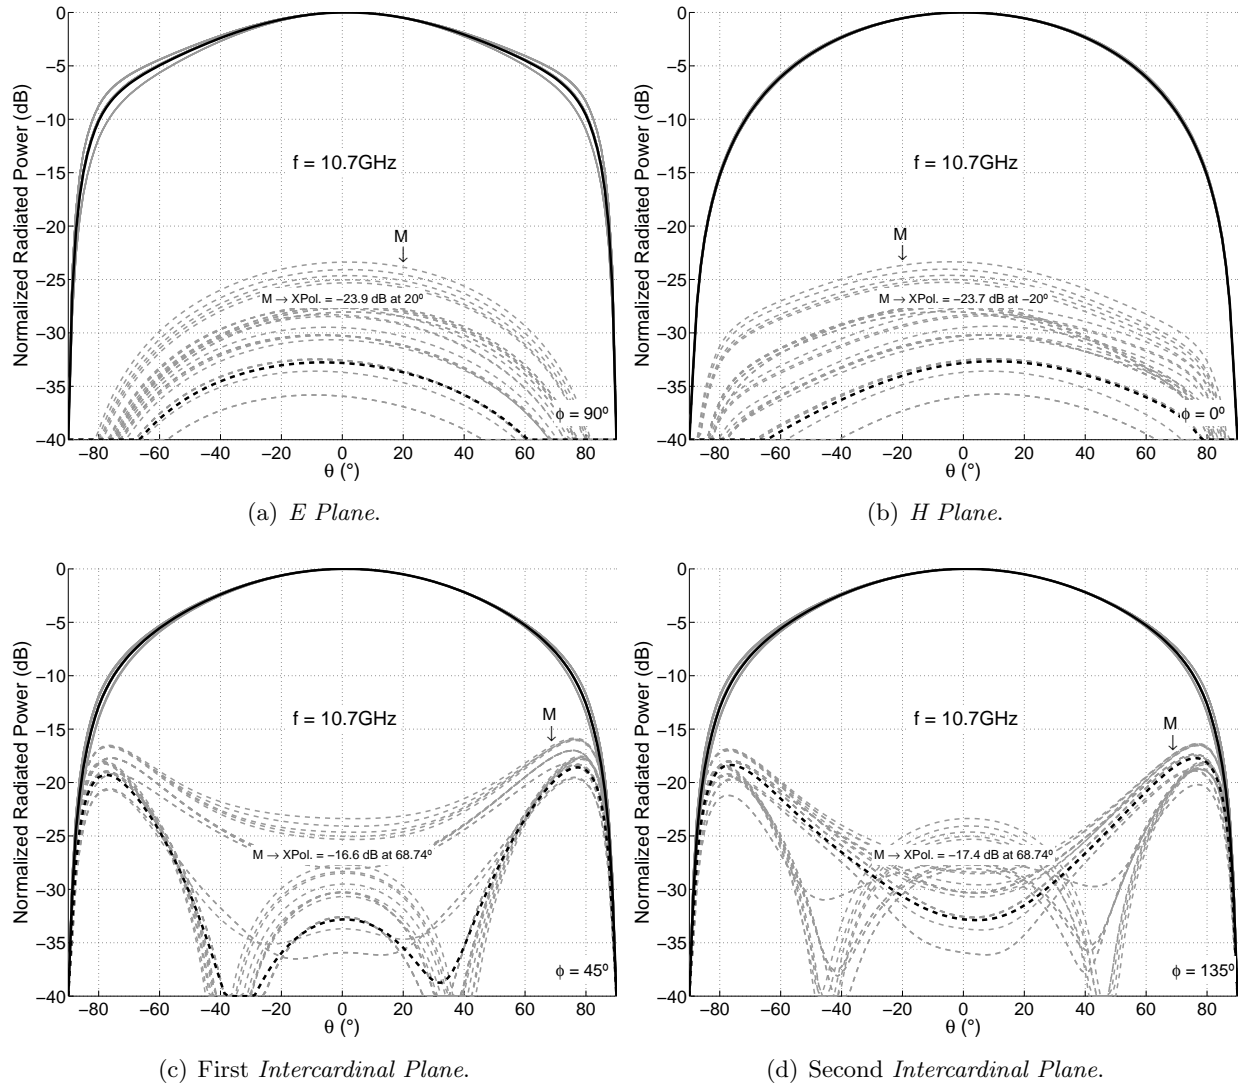 Normalized Radiated Power (dB)
0
−5
−10
−15
−20
−25
−30
−35
−40
f = 10.7GHz
M
M → XPol. = −23.9 dB at 20º
ϕ = 90º
−80 −60 −40 −20 0 20 40 60 80
θ (°)
(a) E Plane.
Normalized Radiated Power (dB)
0
−5
−10
−15
−20
−25
−30
−35
−40
f = 10.7GHz
M
M → XPol. = −23.7 dB at −20º
ϕ = 0º
−80 −60 −40 −20 0 20 40 60 80
θ (°)
(b) H Plane.
Normalized Radiated Power (dB)
0
−5
−10
−15
−20
−25
−30
−35
−40
f = 10.7GHz
M
M → XPol. = −16.6 dB at 68.74º
ϕ = 45º
−80 −60 −40 −20 0 20 40 60 80
θ (°)
(c) First Intercardinal Plane.
Normalized Radiated Power (dB)
0
−5
−10
−15
−20
−25
−30
−35
−40
f = 10.7GHz
M
M → XPol. = −17.4 dB at 68.74º
ϕ = 135º
−80 −60 −40 −20 0 20 40 60 80
θ (°)
(d) Second Intercardinal Plane.